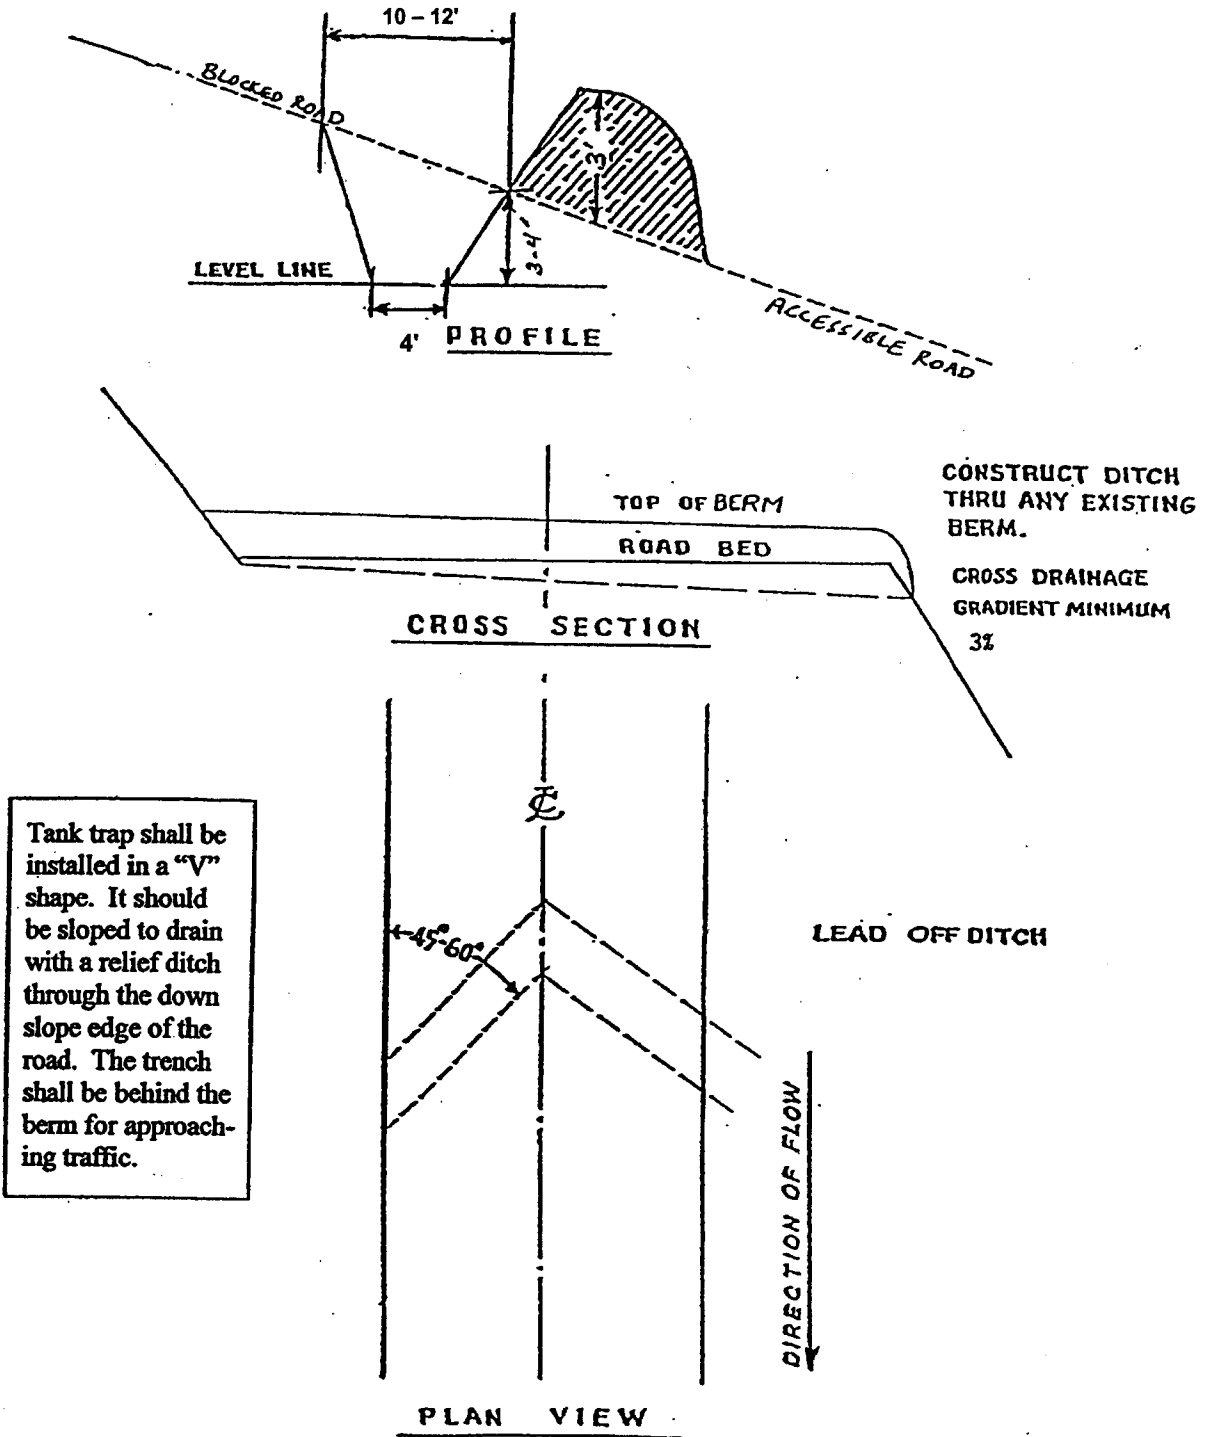 10 – 12'
BLOCKED ROAD
3'
3-4'
LEVEL LINE
4'
PROFILE
ACCESSIBLE ROAD
TOP OF BERM
ROAD BED
CONSTRUCT DITCH
THRU ANY EXISTING
BERM.
CROSS DRAINAGE
GRADIENT MINIMUM
3%
CROSS SECTION
℄
Tank trap shall be
installed in a “V”
shape. It should
be sloped to drain
with a relief ditch
through the down
slope edge of the
road. The trench
shall be behind the
berm for approach-
ing traffic.
45°-60°
LEAD OFF DITCH
DIRECTION OF FLOW
PLAN VIEW